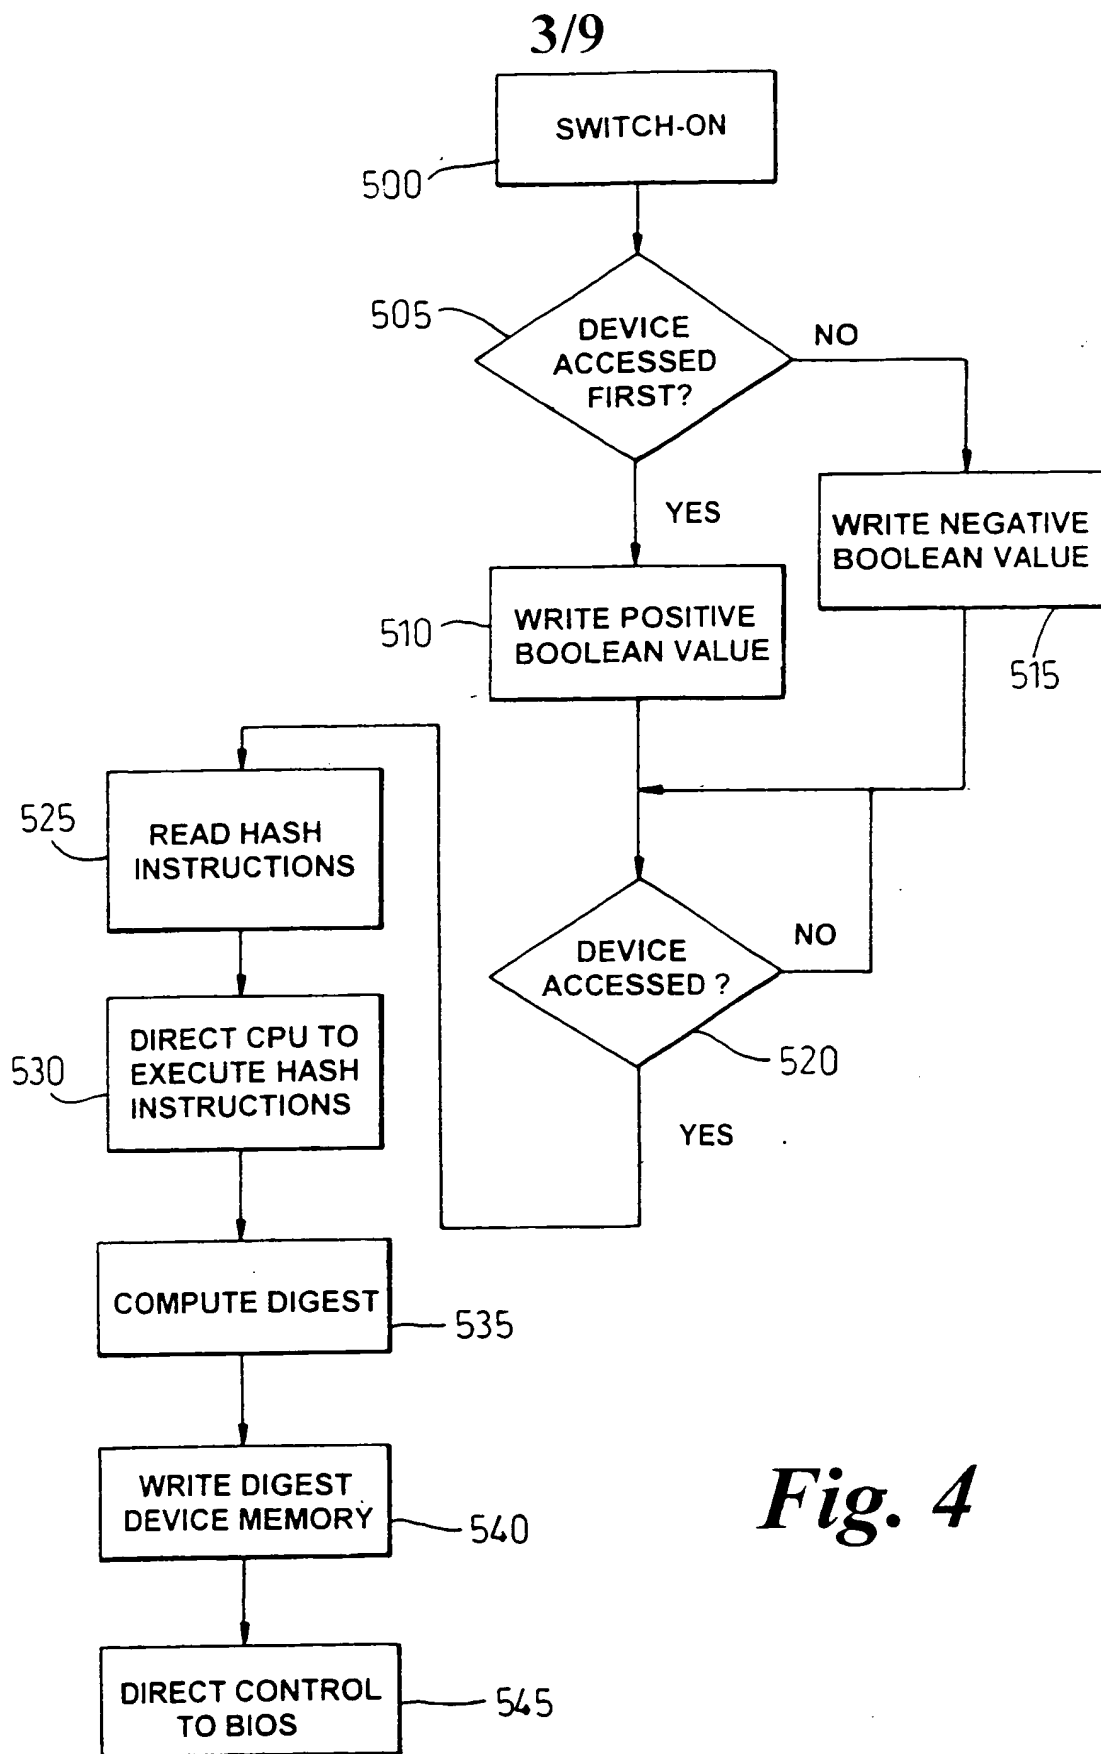 3/9
SWITCH-ON
500
505
DEVICE
ACCESSED
FIRST?
NO
YES
WRITE NEGATIVE
BOOLEAN VALUE
515
510
WRITE POSITIVE
BOOLEAN VALUE
525
READ HASH
INSTRUCTIONS
DEVICE
ACCESSED ?
NO
520
YES
530
DIRECT CPU TO
EXECUTE HASH
INSTRUCTIONS
COMPUTE DIGEST
535
WRITE DIGEST
DEVICE MEMORY
540
DIRECT CONTROL
TO BIOS
545
Fig. 4